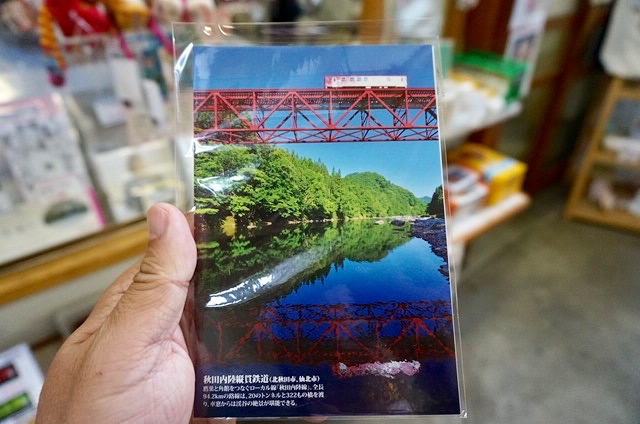 秋田内陸縦貫鉄道(北秋田市、仙北市)
鷹巣と角館をつなぐローカル線「秋田内陸線」。全長
94.2kmの路線は、20のトンネルと322もの橋を渡
り、車窓からは渓谷の絶景が堪能できる。